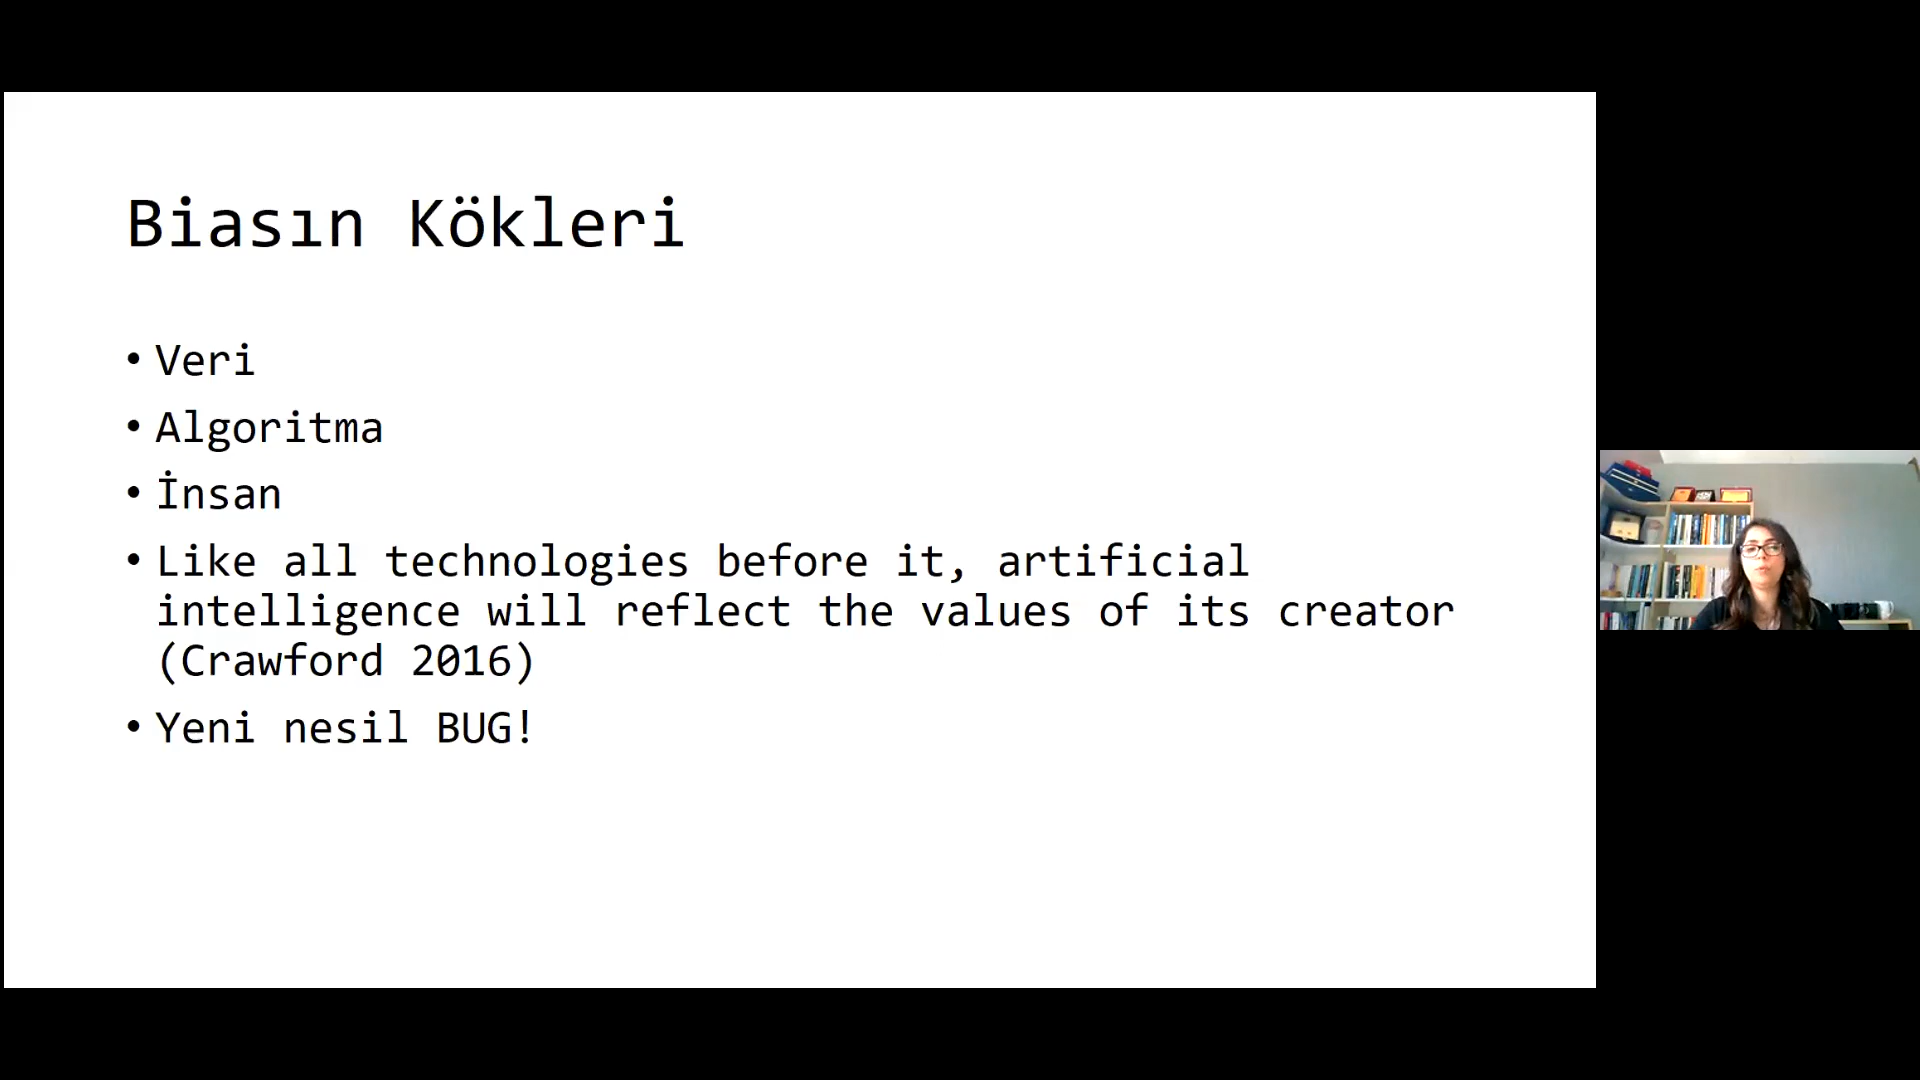 Biasın Kökleri
• Veri
• Algoritma
• İnsan
• Like all technologies before it, artificial
intelligence will reflect the values of its creator
(Crawford 2016)
• Yeni nesil BUG!